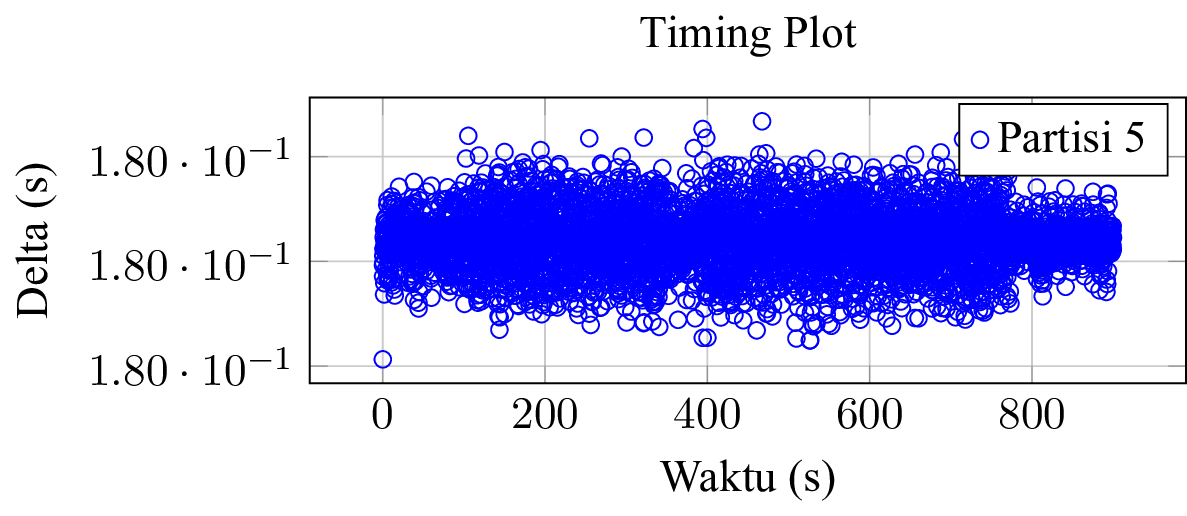 Timing Plot
Partisi 5
Delta (s)
1.80 · 10⁻¹
1.80 · 10⁻¹
1.80 · 10⁻¹
0 200 400 600 800
Waktu (s)